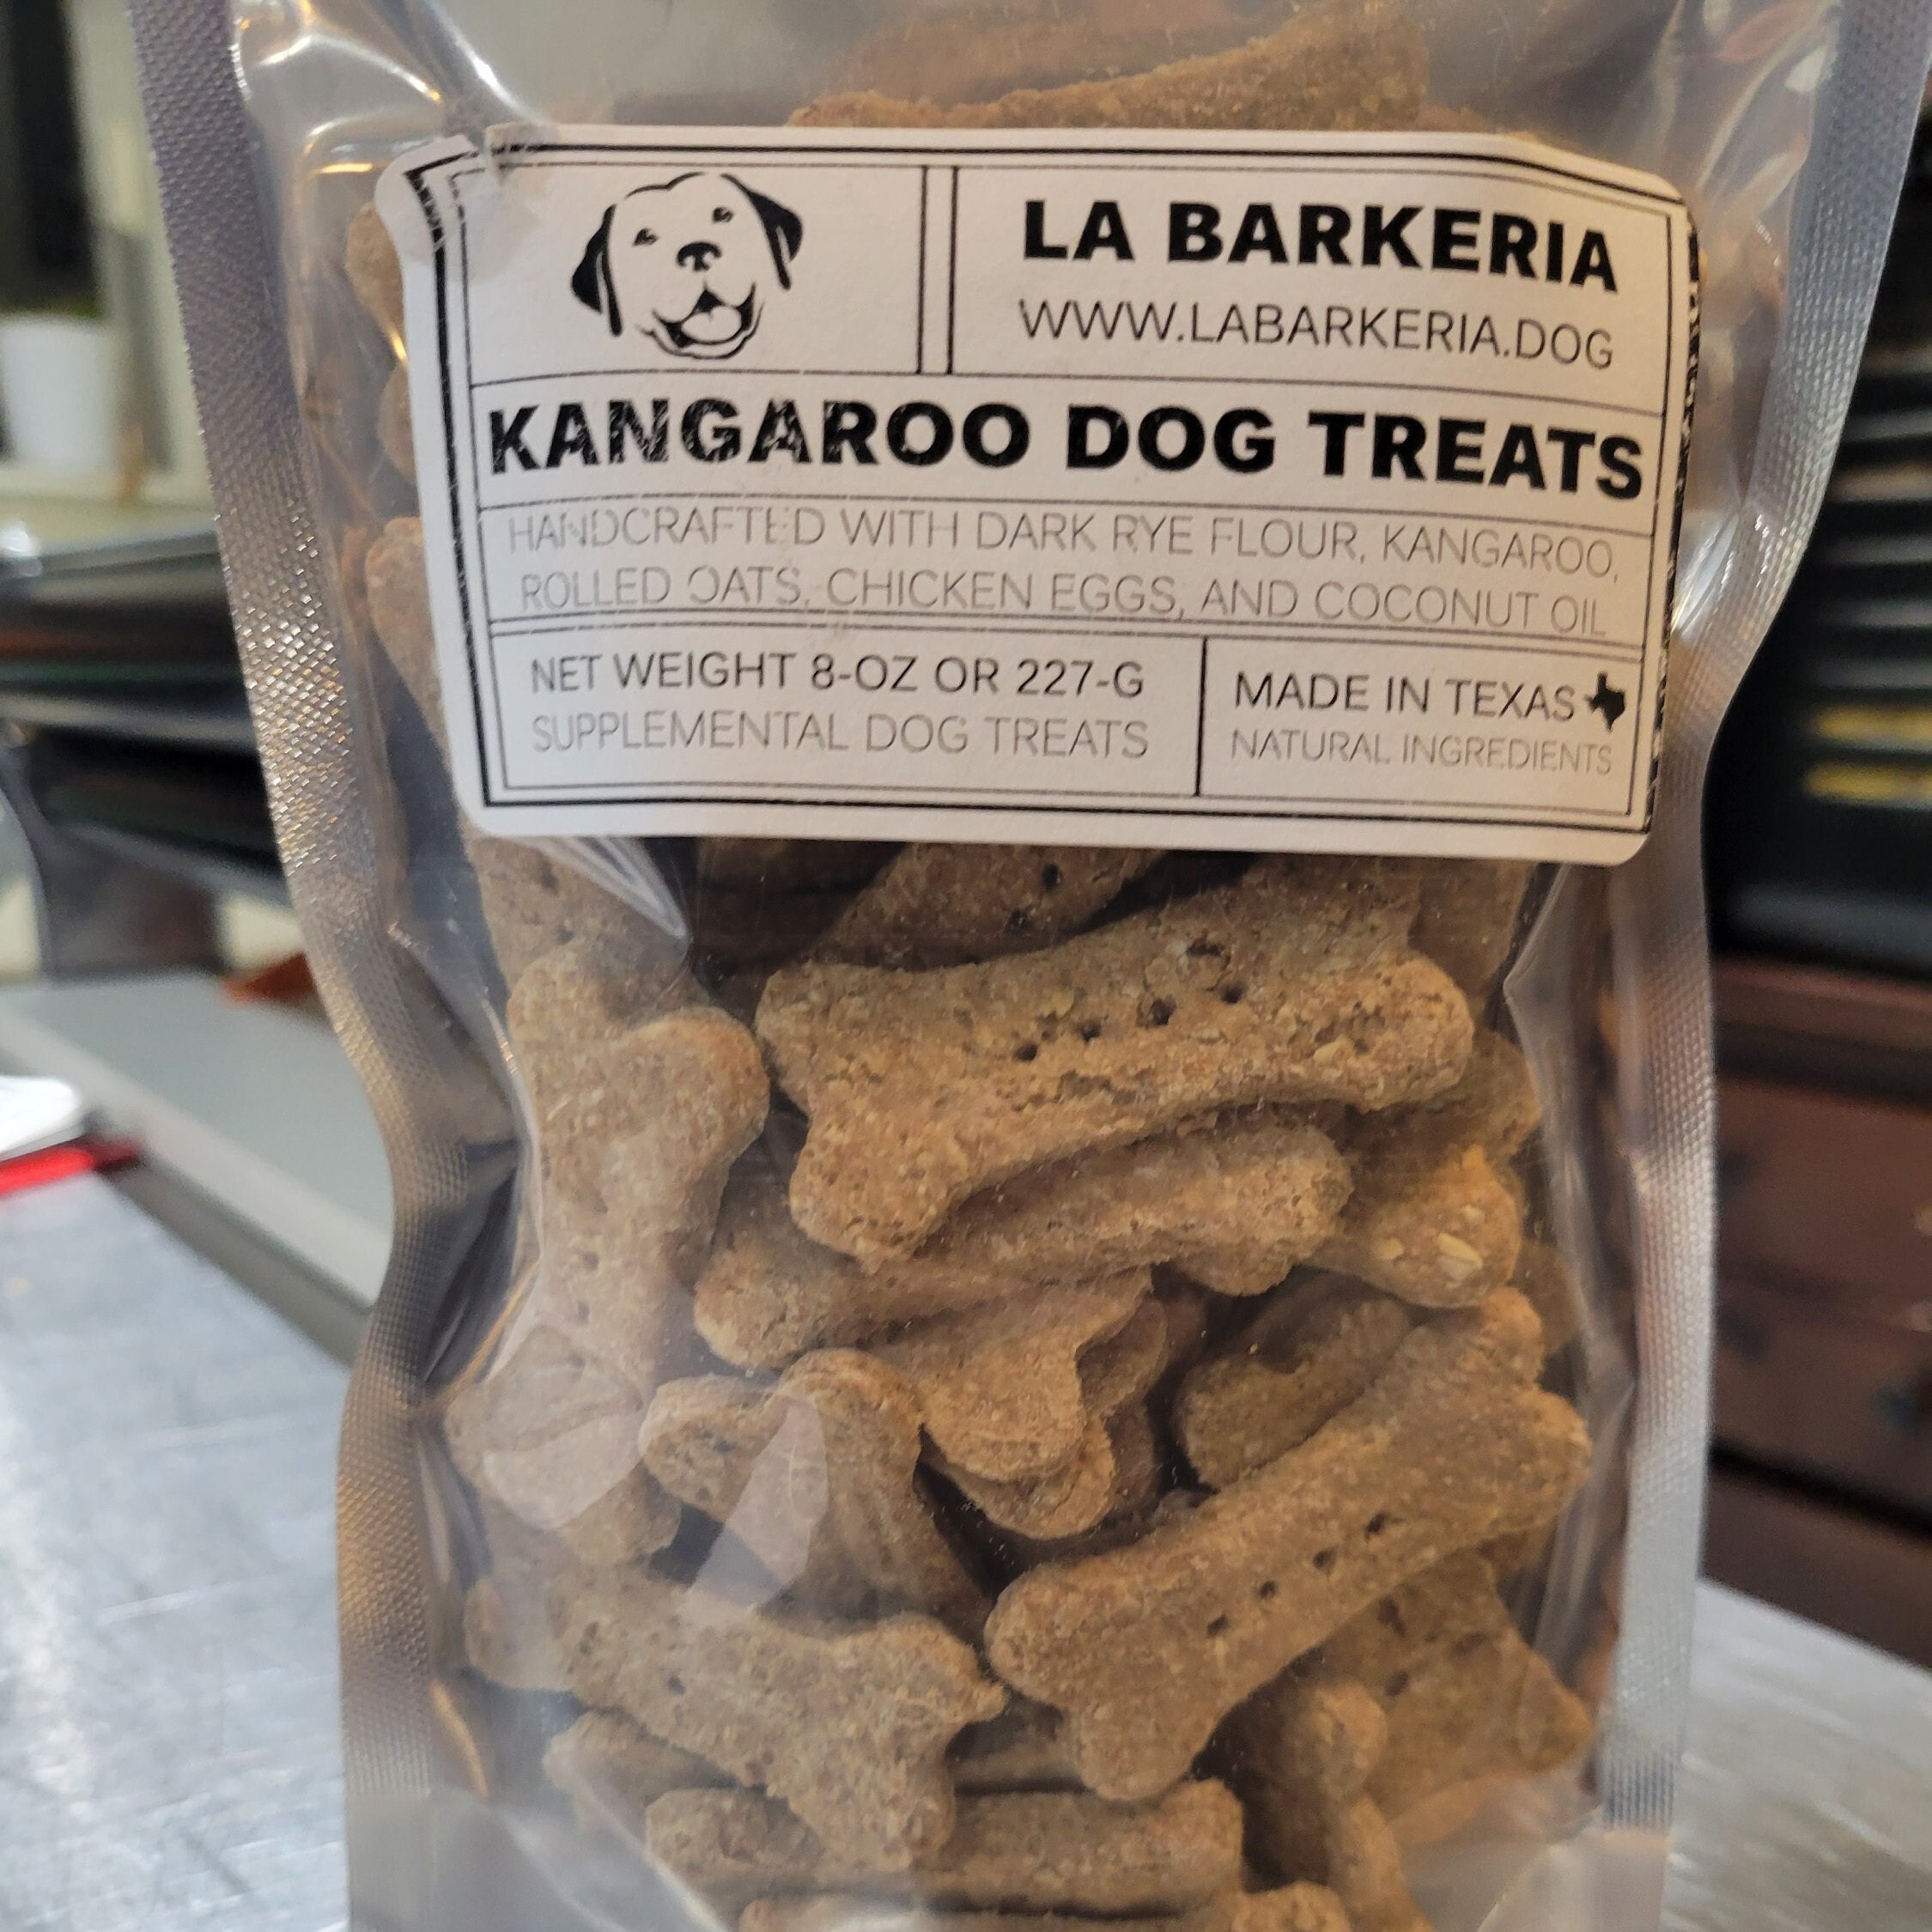 LA BARKERIA
WWW.LABARKERIA.DOG
KANGAROO DOG TREATS
HANDCRAFTED WITH DARK RYE FLOUR, KANGAROO,
ROLLED OATS, CHICKEN EGGS, AND COCONUT OIL
NET WEIGHT 8-OZ OR 227-G
SUPPLEMENTAL DOG TREATS
MADE IN TEXAS
NATURAL INGREDIENTS